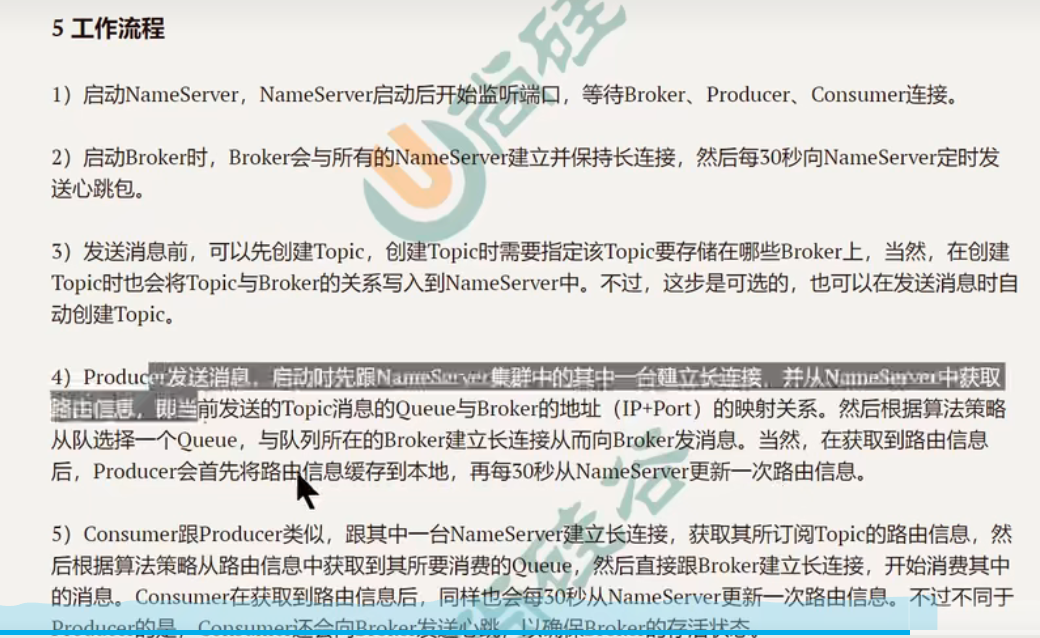 5 工作流程
1）启动NameServer，NameServer启动后开始监听端口，等待Broker、Producer、Consumer连接。
2）启动Broker时，Broker会与所有的NameServer建立并保持长连接，然后每30秒向NameServer定时发
送心跳包。
3）发送消息前，可以先创建Topic，创建Topic时需要指定该Topic要存储在哪些Broker上，当然，在创建
Topic时也会将Topic与Broker的关系写入到NameServer中。不过，这步是可选的，也可以在发送消息时自
动创建Topic。
4）Producer发送消息，启动时先跟NameServer集群中的其中一台建立长连接，并从NameServer中获取
路由信息，即当前发送的Topic消息的Queue与Broker的地址（IP+Port）的映射关系。然后根据算法策略
从队选择一个Queue，与队列所在的Broker建立长连接从而向Broker发消息。当然，在获取到路由信息
后，Producer会首先将路由信息缓存到本地，再每30秒从NameServer更新一次路由信息。
5）Consumer跟Producer类似，跟其中一台NameServer建立长连接，获取其所订阅Topic的路由信息，然
后根据算法策略从路由信息中获取到其所要消费的Queue，然后直接跟Broker建立长连接，开始消费其中
的消息。Consumer在获取到路由信息后，同样也会每30秒从NameServer更新一次路由信息。不过不同于
Producer的是，Consumer还会向Broker发送心跳，以确保Broker的存活状态。
尚硅
尚硅谷